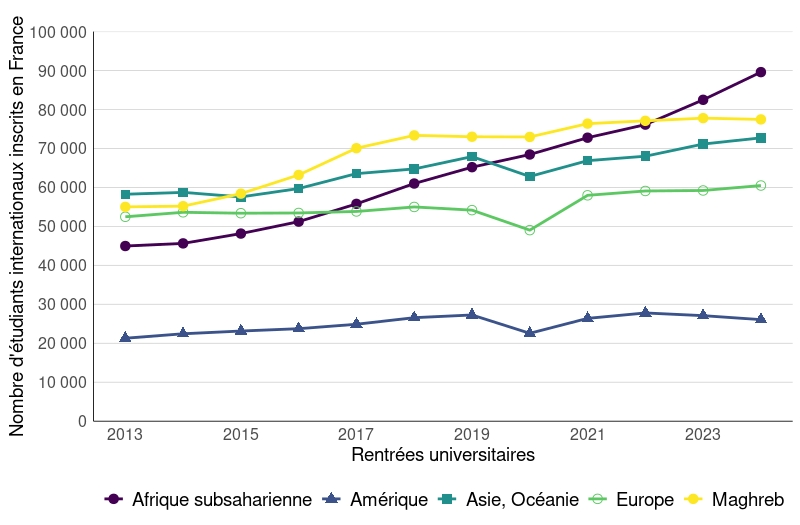 Nombre d'étudiants internationaux inscrits en France
100 000
90 000
80 000
70 000
60 000
50 000
40 000
30 000
20 000
10 000
0
2013 2015 2017 2019 2021 2023
Rentrées universitaires
Afrique subsaharienne Amérique Asie, Océanie Europe Maghreb